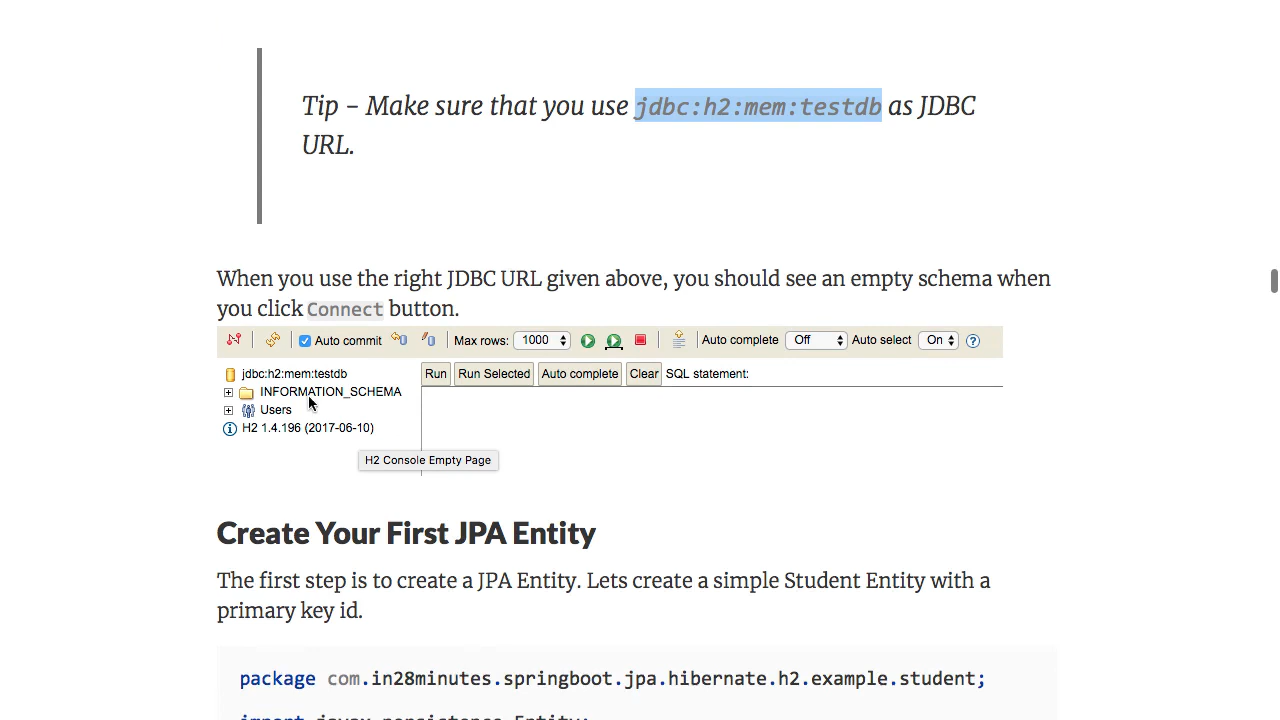 Tip – Make sure that you use jdbc:h2:mem:testdb as JDBC
URL.
When you use the right JDBC URL given above, you should see an empty schema when
you click Connect button.
Auto commit Max rows: 1000 Auto complete Off Auto select On
jdbc:h2:mem:testdb Run Run Selected Auto complete Clear SQL statement:
INFORMATION_SCHEMA
Users
H2 1.4.196 (2017-06-10)
H2 Console Empty Page
Create Your First JPA Entity
The first step is to create a JPA Entity. Lets create a simple Student Entity with a
primary key id.
package com.in28minutes.springboot.jpa.hibernate.h2.example.student;
import javax.persistence.Entity;